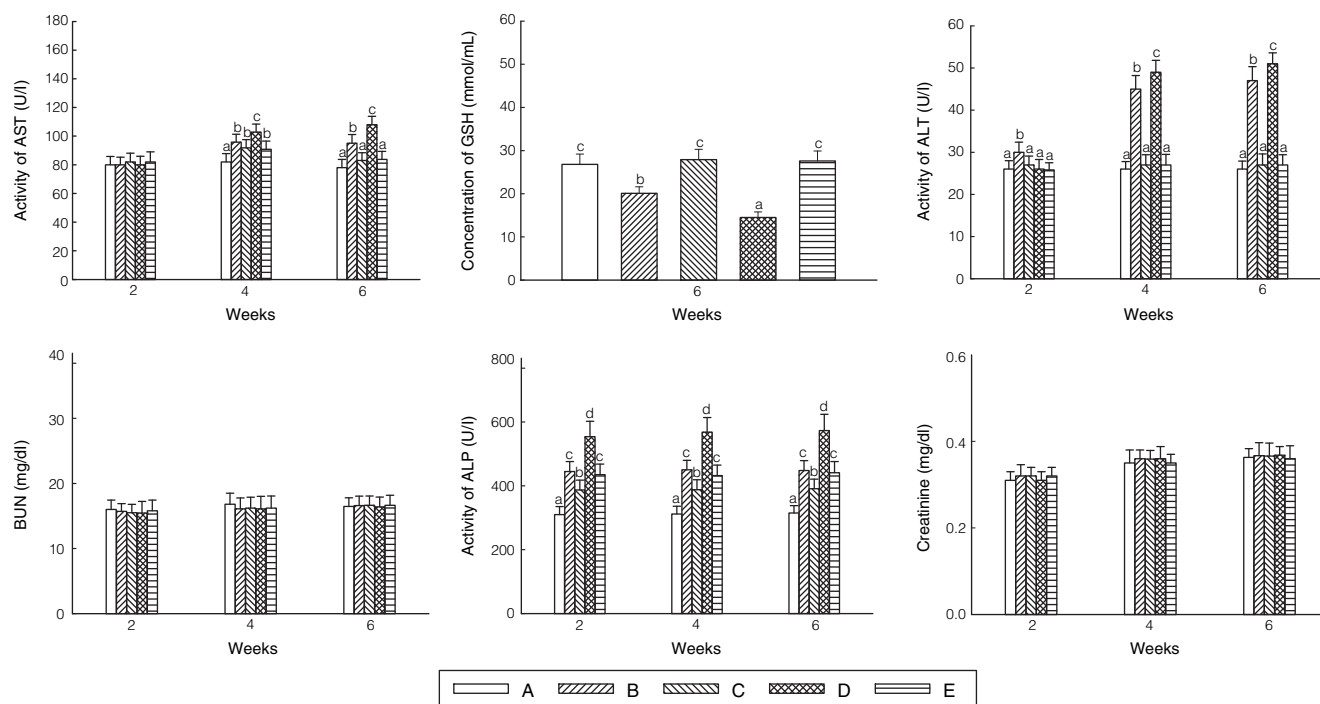 Activity of AST (U/l)
180
160
140
120
100
80
60
40
20
0
a b b c b
a b a c a
2 4 6
Weeks
Concentration of GSH (mmol/mL)
60
50
40
30
20
10
0
c b c a c
6
Weeks
Activity of ALT (U/l)
60
50
40
30
20
10
0
a b a a a
a b a c a
a b a c a
2 4 6
Weeks
BUN (mg/dl)
40
30
20
10
0
2 4 6
Weeks
Activity of ALP (U/l)
800
600
400
200
0
a c b d c
a c b d c
a c b d c
2 4 6
Weeks
Creatinine (mg/dl)
0.6
0.4
0.2
0.0
2 4 6
Weeks
A B C D E